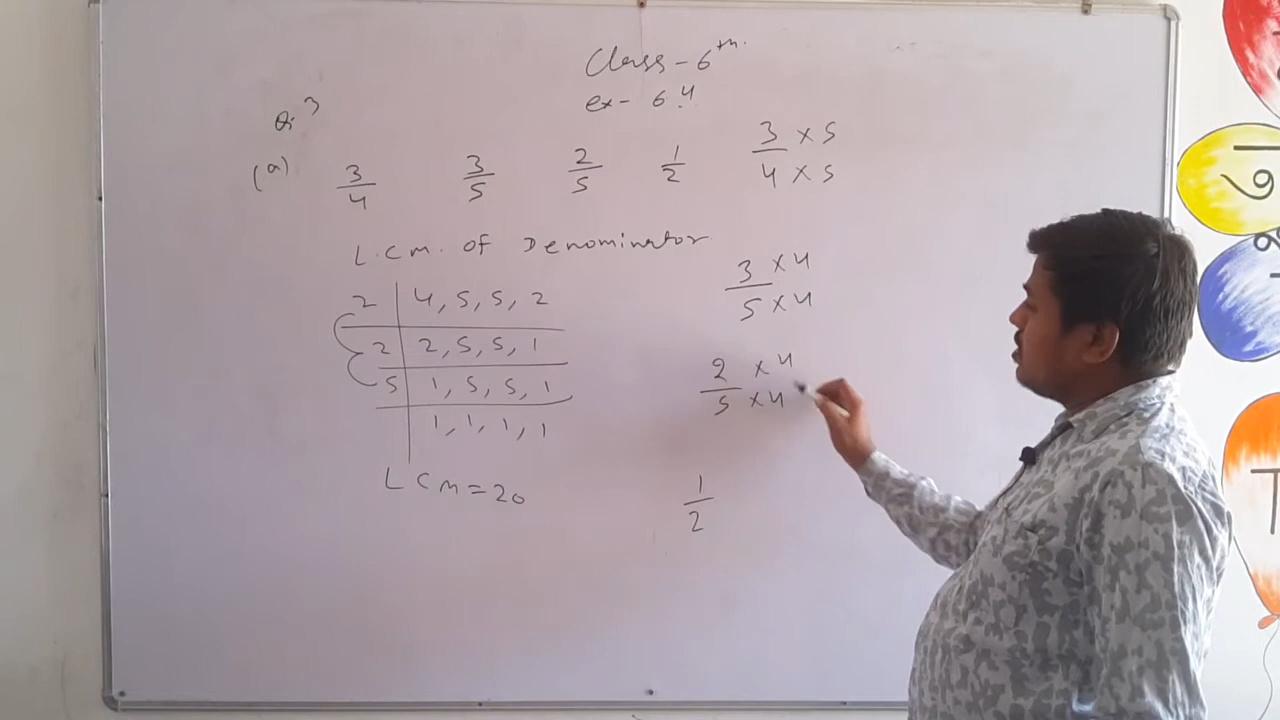 Class - 6th.
ex - 6.4
Q. 3
(a) 3/4 3/5 2/5 1/2
3 × 5 / 4 × 5
L.C.M. of Denominator
2 | 4, 5, 5, 2
2 | 2, 5, 5, 1
5 | 1, 5, 5, 1
1, 1, 1, 1
LCM = 20
3 × 4 / 5 × 4
2 × 4 / 5 × 4
1/2